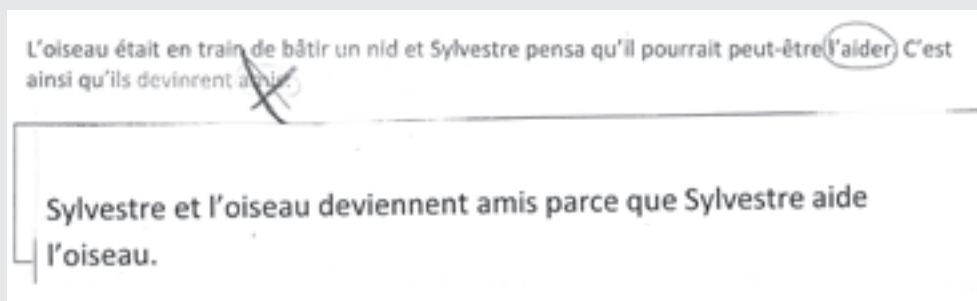 L'oiseau était en train de bâtir un nid et Sylvestre pensa qu'il pourrait peut-être l'aider. C'est
ainsi qu'ils devinrent amis.
Sylvestre et l'oiseau deviennent amis parce que Sylvestre aide
l'oiseau.